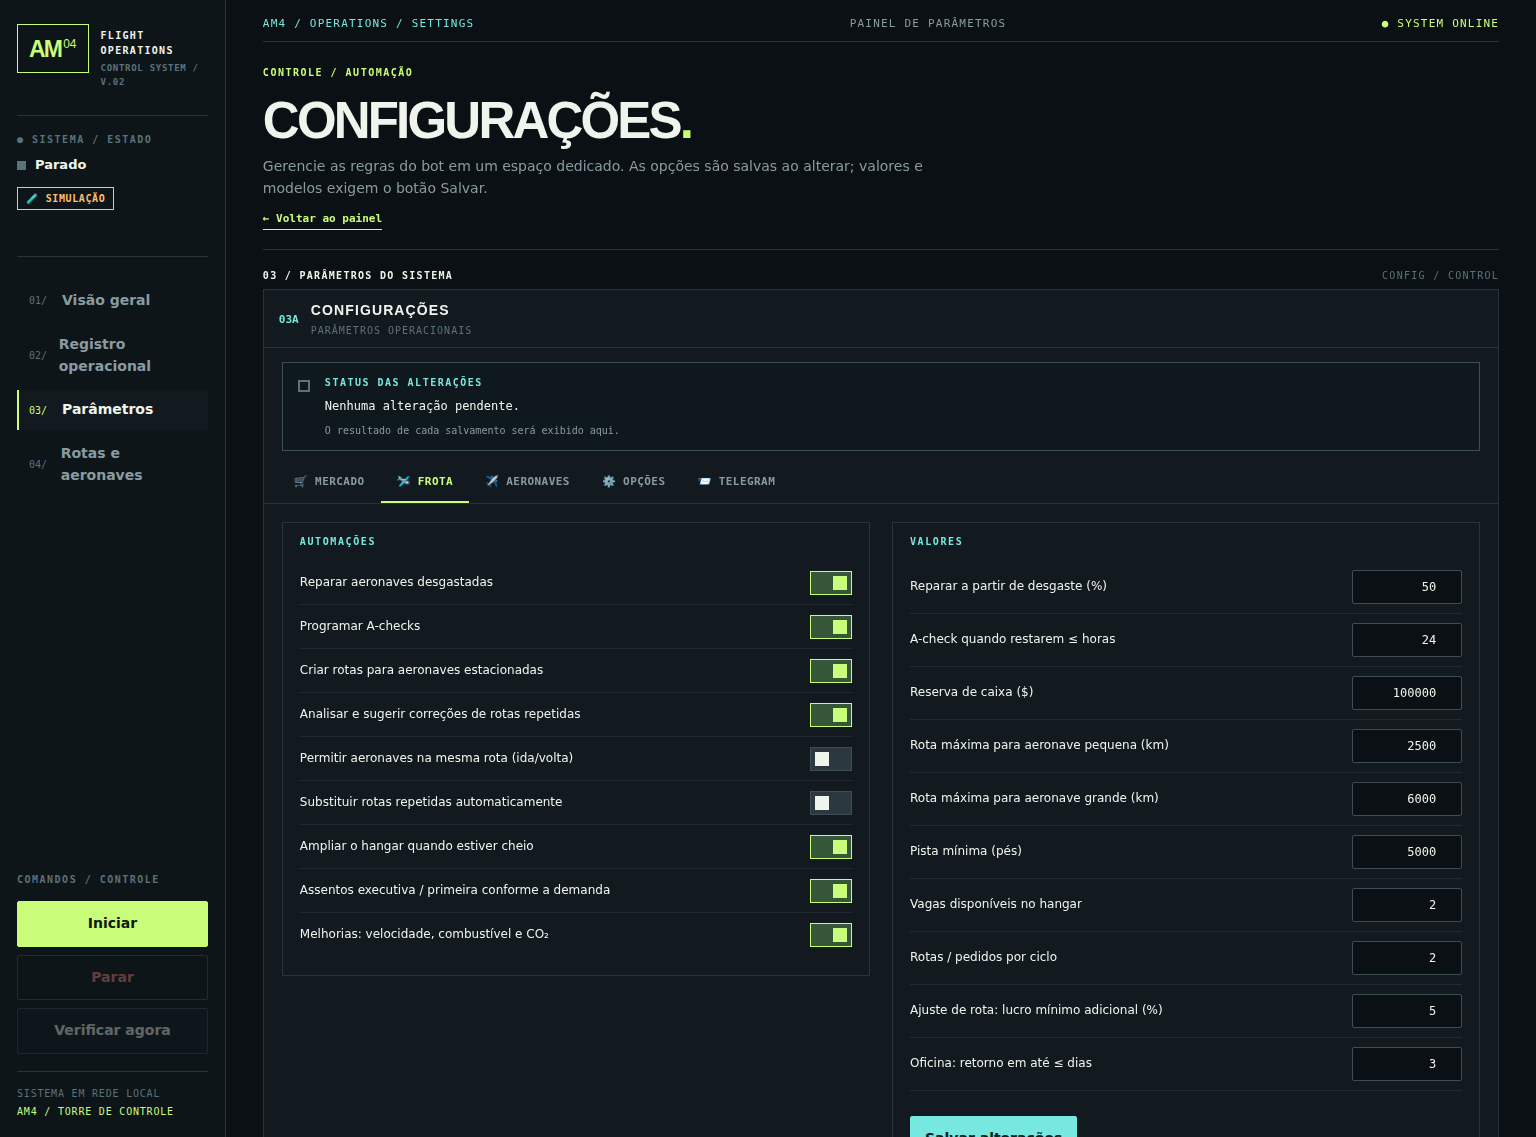 AM04
FLIGHT
OPERATIONS
CONTROL SYSTEM /
V.02
● SISTEMA / ESTADO
Parado
SIMULAÇÃO
01/ Visão geral
02/ Registro
operacional
03/ Parâmetros
04/ Rotas e
aeronaves
COMANDOS / CONTROLE
Iniciar
Parar
Verificar agora
SISTEMA EM REDE LOCAL
AM4 / TORRE DE CONTROLE
AM4 / OPERATIONS / SETTINGS
PAINEL DE PARÂMETROS
● SYSTEM ONLINE
CONTROLE / AUTOMAÇÃO
CONFIGURAÇÕES.
Gerencie as regras do bot em um espaço dedicado. As opções são salvas ao alterar; valores e
modelos exigem o botão Salvar.
← Voltar ao painel
03 / PARÂMETROS DO SISTEMA
CONFIG / CONTROL
03A
CONFIGURAÇÕES
PARÂMETROS OPERACIONAIS
STATUS DAS ALTERAÇÕES
Nenhuma alteração pendente.
O resultado de cada salvamento será exibido aqui.
MERCADO
FROTA
AERONAVES
OPÇÕES
TELEGRAM
AUTOMAÇÕES
Reparar aeronaves desgastadas
Programar A-checks
Criar rotas para aeronaves estacionadas
Analisar e sugerir correções de rotas repetidas
Permitir aeronaves na mesma rota (ida/volta)
Substituir rotas repetidas automaticamente
Ampliar o hangar quando estiver cheio
Assentos executiva / primeira conforme a demanda
Melhorias: velocidade, combustível e CO₂
VALORES
Reparar a partir de desgaste (%) 50
A-check quando restarem ≤ horas 24
Reserva de caixa ($) 100000
Rota máxima para aeronave pequena (km) 2500
Rota máxima para aeronave grande (km) 6000
Pista mínima (pés) 5000
Vagas disponíveis no hangar 2
Rotas / pedidos por ciclo 2
Ajuste de rota: lucro mínimo adicional (%) 5
Oficina: retorno em até ≤ dias 3
Salvar alterações